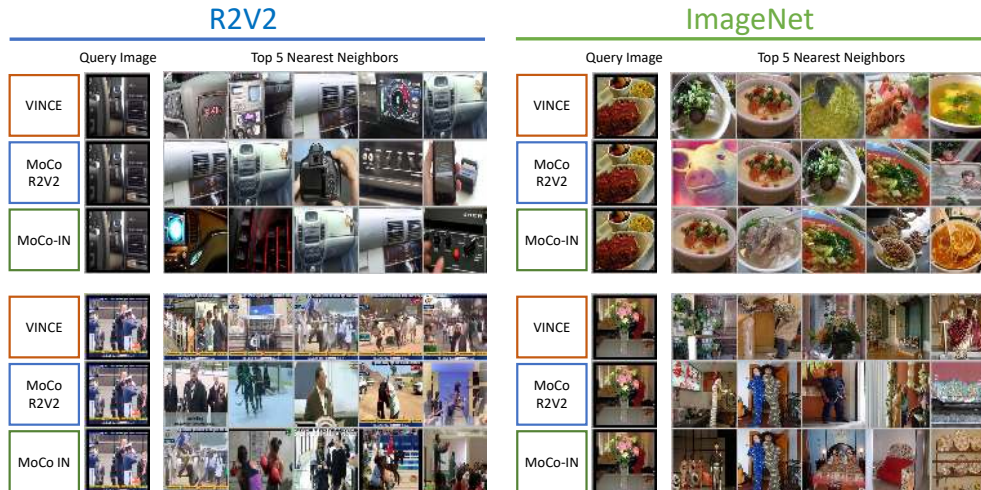 R2V2
ImageNet
Query Image
Top 5 Nearest Neighbors
Query Image
Top 5 Nearest Neighbors
VINCE
VINCE
MoCo
R2V2
MoCo
R2V2
MoCo-IN
MoCo-IN
VINCE
VINCE
MoCo
R2V2
MoCo
R2V2
MoCo IN
MoCo-IN